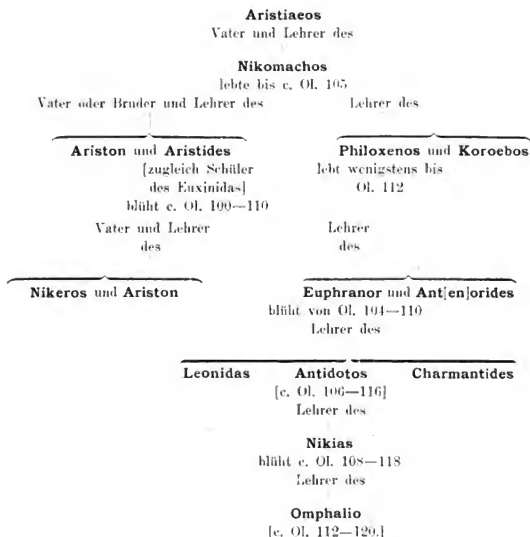 Aristiaeos
Vater und Lehrer des
Nikomachos
lebte bis c. Ol. 105
Vater oder Bruder und Lehrer des Lehrer des
Ariston und Aristides Philoxenos und Koroebos
[zugleich Schüler lebt wenigstens bis
des Euxinidas] Ol. 112
blüht c. Ol. 100—110
Vater und Lehrer Lehrer
des des
Nikeros und Ariston Euphranor und Ant[en]orides
blüht von Ol. 104—110
Lehrer des
Leonidas Antidotos Charmantides
[c. Ol. 106—116]
Lehrer des
Nikias
blüht c. Ol. 108—118
Lehrer des
Omphalio
[c. Ol. 112—120.]